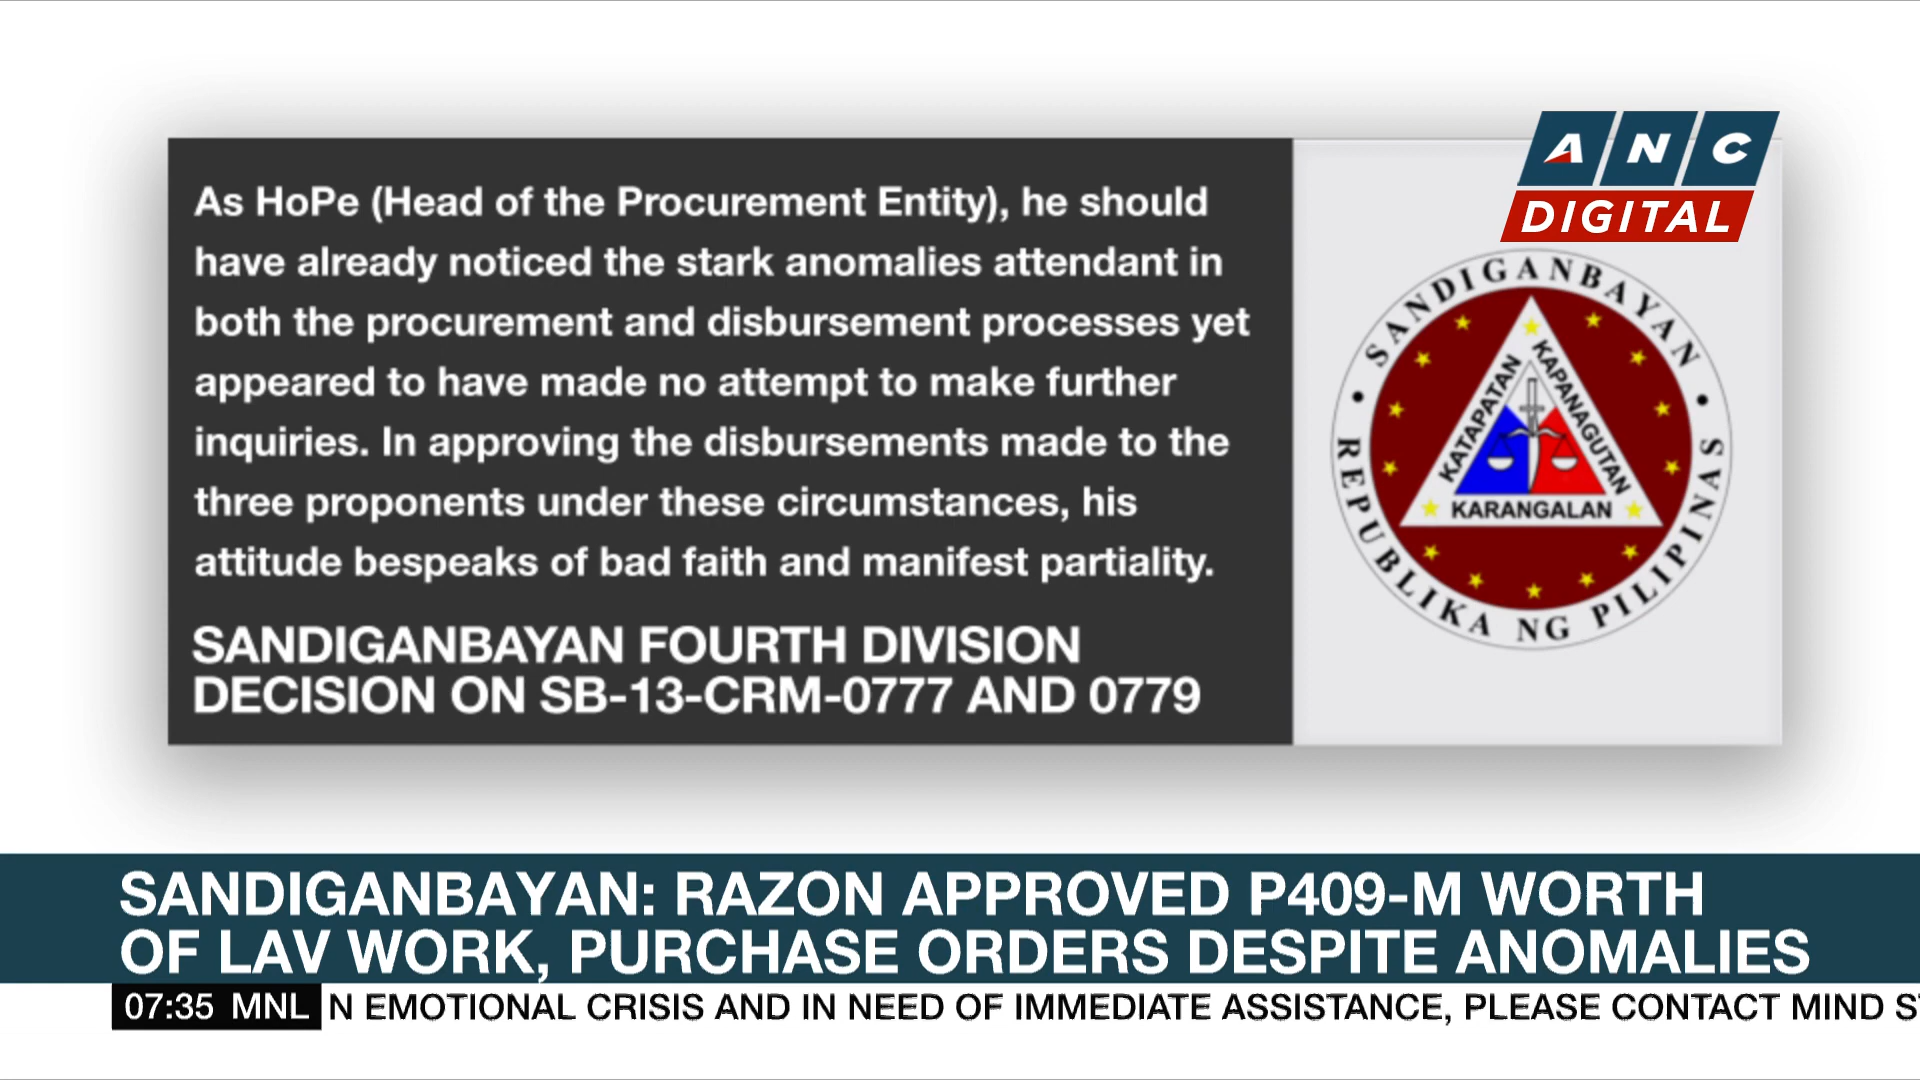 ANC
DIGITAL
As HoPe (Head of the Procurement Entity), he should
have already noticed the stark anomalies attendant in
both the procurement and disbursement processes yet
appeared to have made no attempt to make further
inquiries. In approving the disbursements made to the
three proponents under these circumstances, his
attitude bespeaks of bad faith and manifest partiality.
SANDIGANBAYAN FOURTH DIVISION
DECISION ON SB-13-CRM-0777 AND 0779
SANDIGANBAYAN
REPUBLIKA NG PILIPINAS
KATAPATAN
KAPANAGUTAN
KARANGALAN
SANDIGANBAYAN: RAZON APPROVED P409-M WORTH
OF LAV WORK, PURCHASE ORDERS DESPITE ANOMALIES
07:35 MNL N EMOTIONAL CRISIS AND IN NEED OF IMMEDIATE ASSISTANCE, PLEASE CONTACT MIND